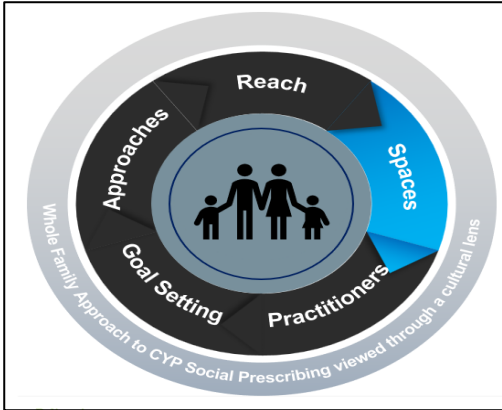 Reach
Spaces
Practitioners
Goal Setting
Approaches
Whole Family Approach to CYP Social Prescribing viewed through a cultural lens